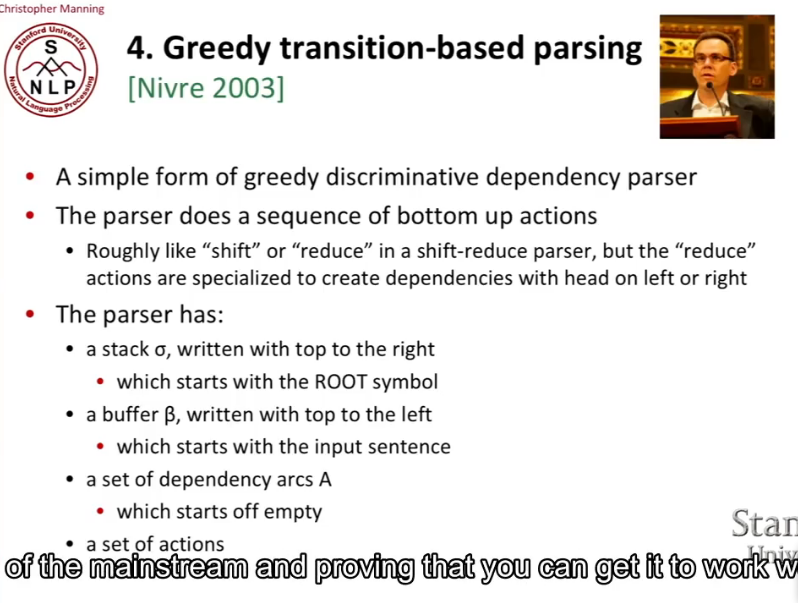 Christopher Manning
Stanford University
S
NLP
Natural Language Processing
4. Greedy transition-based parsing
[Nivre 2003]
• A simple form of greedy discriminative dependency parser
• The parser does a sequence of bottom up actions
• Roughly like “shift” or “reduce” in a shift-reduce parser, but the “reduce”
actions are specialized to create dependencies with head on left or right
• The parser has:
• a stack σ, written with top to the right
• which starts with the ROOT symbol
• a buffer β, written with top to the left
• which starts with the input sentence
• a set of dependency arcs A
• which starts off empty
• a set of actions
Stan
Univ
of the mainstream and proving that you can get it to work w